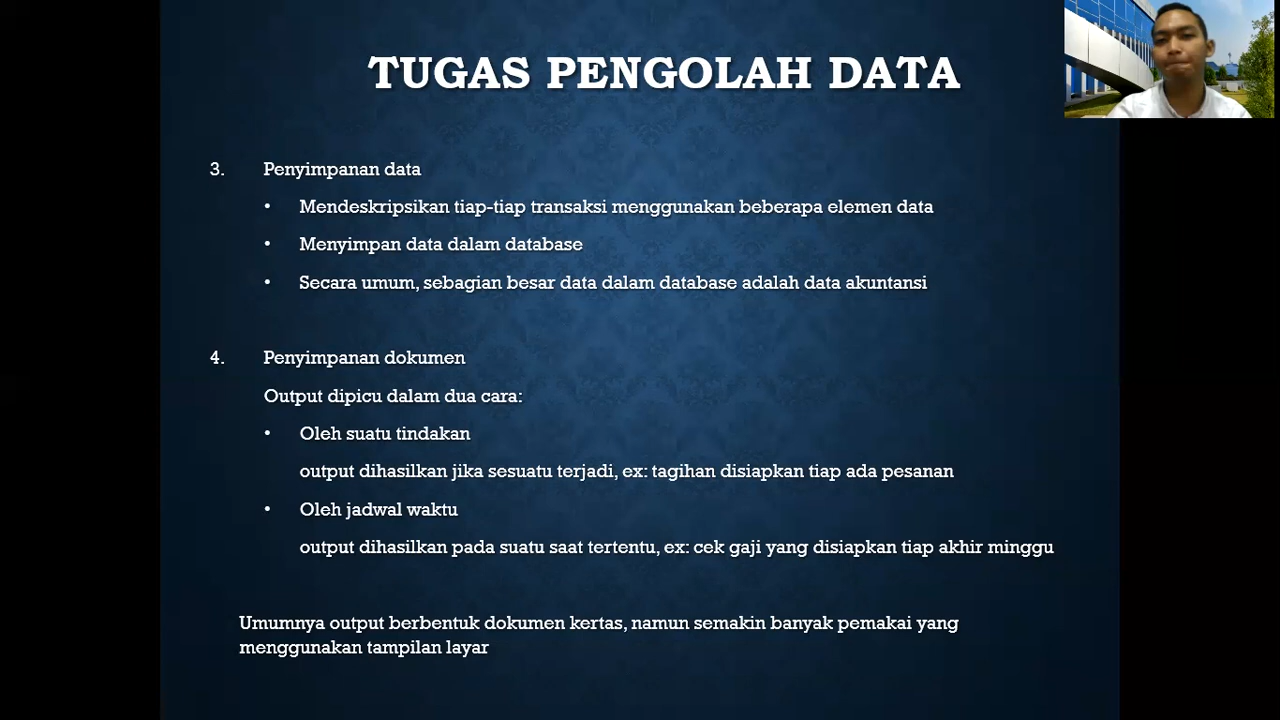 TUGAS PENGOLAH DATA
3. Penyimpanan data
• Mendeskripsikan tiap-tiap transaksi menggunakan beberapa elemen data
• Menyimpan data dalam database
• Secara umum, sebagian besar data dalam database adalah data akuntansi
4. Penyimpanan dokumen
Output dipicu dalam dua cara:
• Oleh suatu tindakan
output dihasilkan jika sesuatu terjadi, ex: tagihan disiapkan tiap ada pesanan
• Oleh jadwal waktu
output dihasilkan pada suatu saat tertentu, ex: cek gaji yang disiapkan tiap akhir minggu
Umumnya output berbentuk dokumen kertas, namun semakin banyak pemakai yang
menggunakan tampilan layar